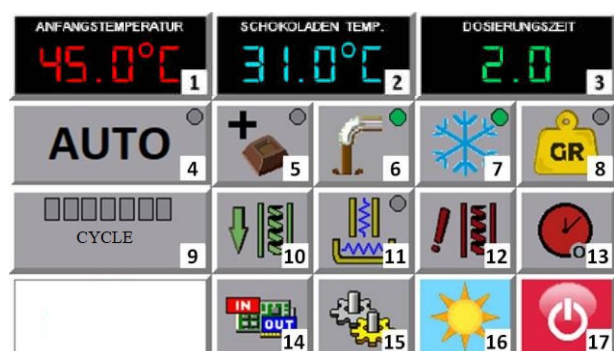 ANFANGSTEMPERATUR SCHOKOLADEN TEMP. DOSIERUNGSZEIT
45.0°C 1 31.0°C 2 2.0 3
AUTO 4 + 5 6 7 GR 8
CYCLE 9 10 11 ! 12 13
IN OUT 14 15 16 17